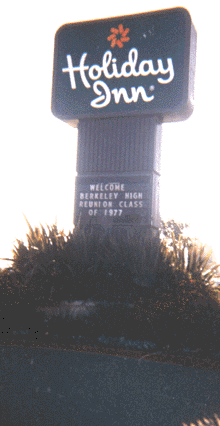 Holiday
Inn®
WELCOME
BERKELEY HIGH
REUNION CLASS
OF 1977